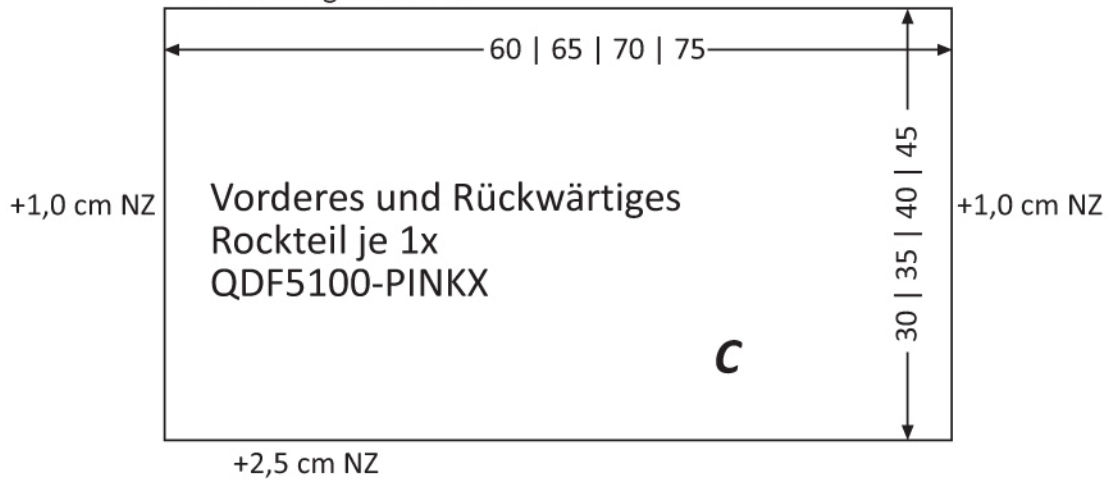 60 | 65 | 70 | 75
30 | 35 | 40 | 45
+1,0 cm NZ
Vorderes und Rückwärtiges
Rockteil je 1x
QDF5100-PINKX
+1,0 cm NZ
C
+2,5 cm NZ